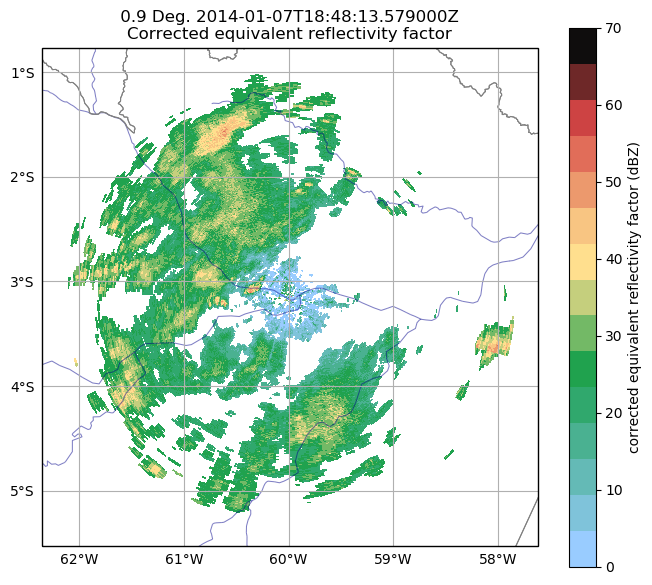 0.9 Deg. 2014-01-07T18:48:13.579000Z
Corrected equivalent reflectivity factor
1°S
2°S
3°S
4°S
5°S
62°W
61°W
60°W
59°W
58°W
70
60
50
40
30
20
10
0
corrected equivalent reflectivity factor (dBZ)